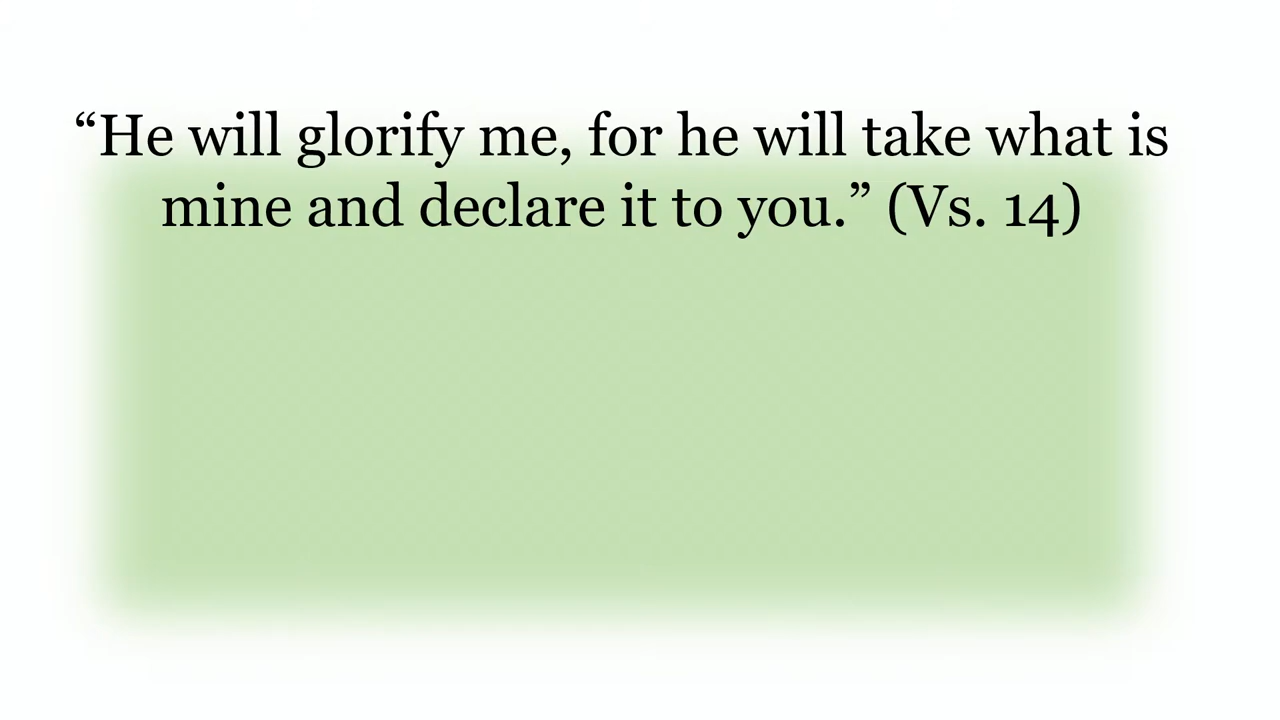 “He will glorify me, for he will take what is
mine and declare it to you.” (Vs. 14)